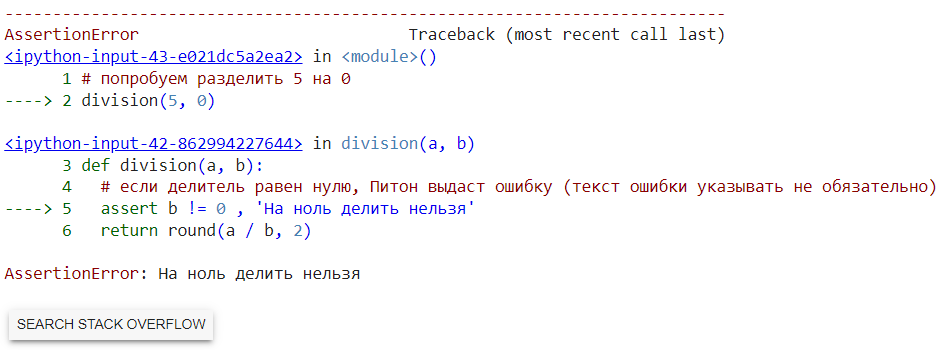 ---------------------------------------------------------------------------
AssertionError                            Traceback (most recent call last)
<ipython-input-43-e021dc5a2ea2> in <module>()
      1 # попробуем разделить 5 на 0
----> 2 division(5, 0)

<ipython-input-42-862994227644> in division(a, b)
      3 def division(a, b):
      4   # если делитель равен нулю, Питон выдаст ошибку (текст ошибки указывать не обязательно)
----> 5   assert b != 0 , 'На ноль делить нельзя'
      6   return round(a / b, 2)

AssertionError: На ноль делить нельзя
SEARCH STACK OVERFLOW